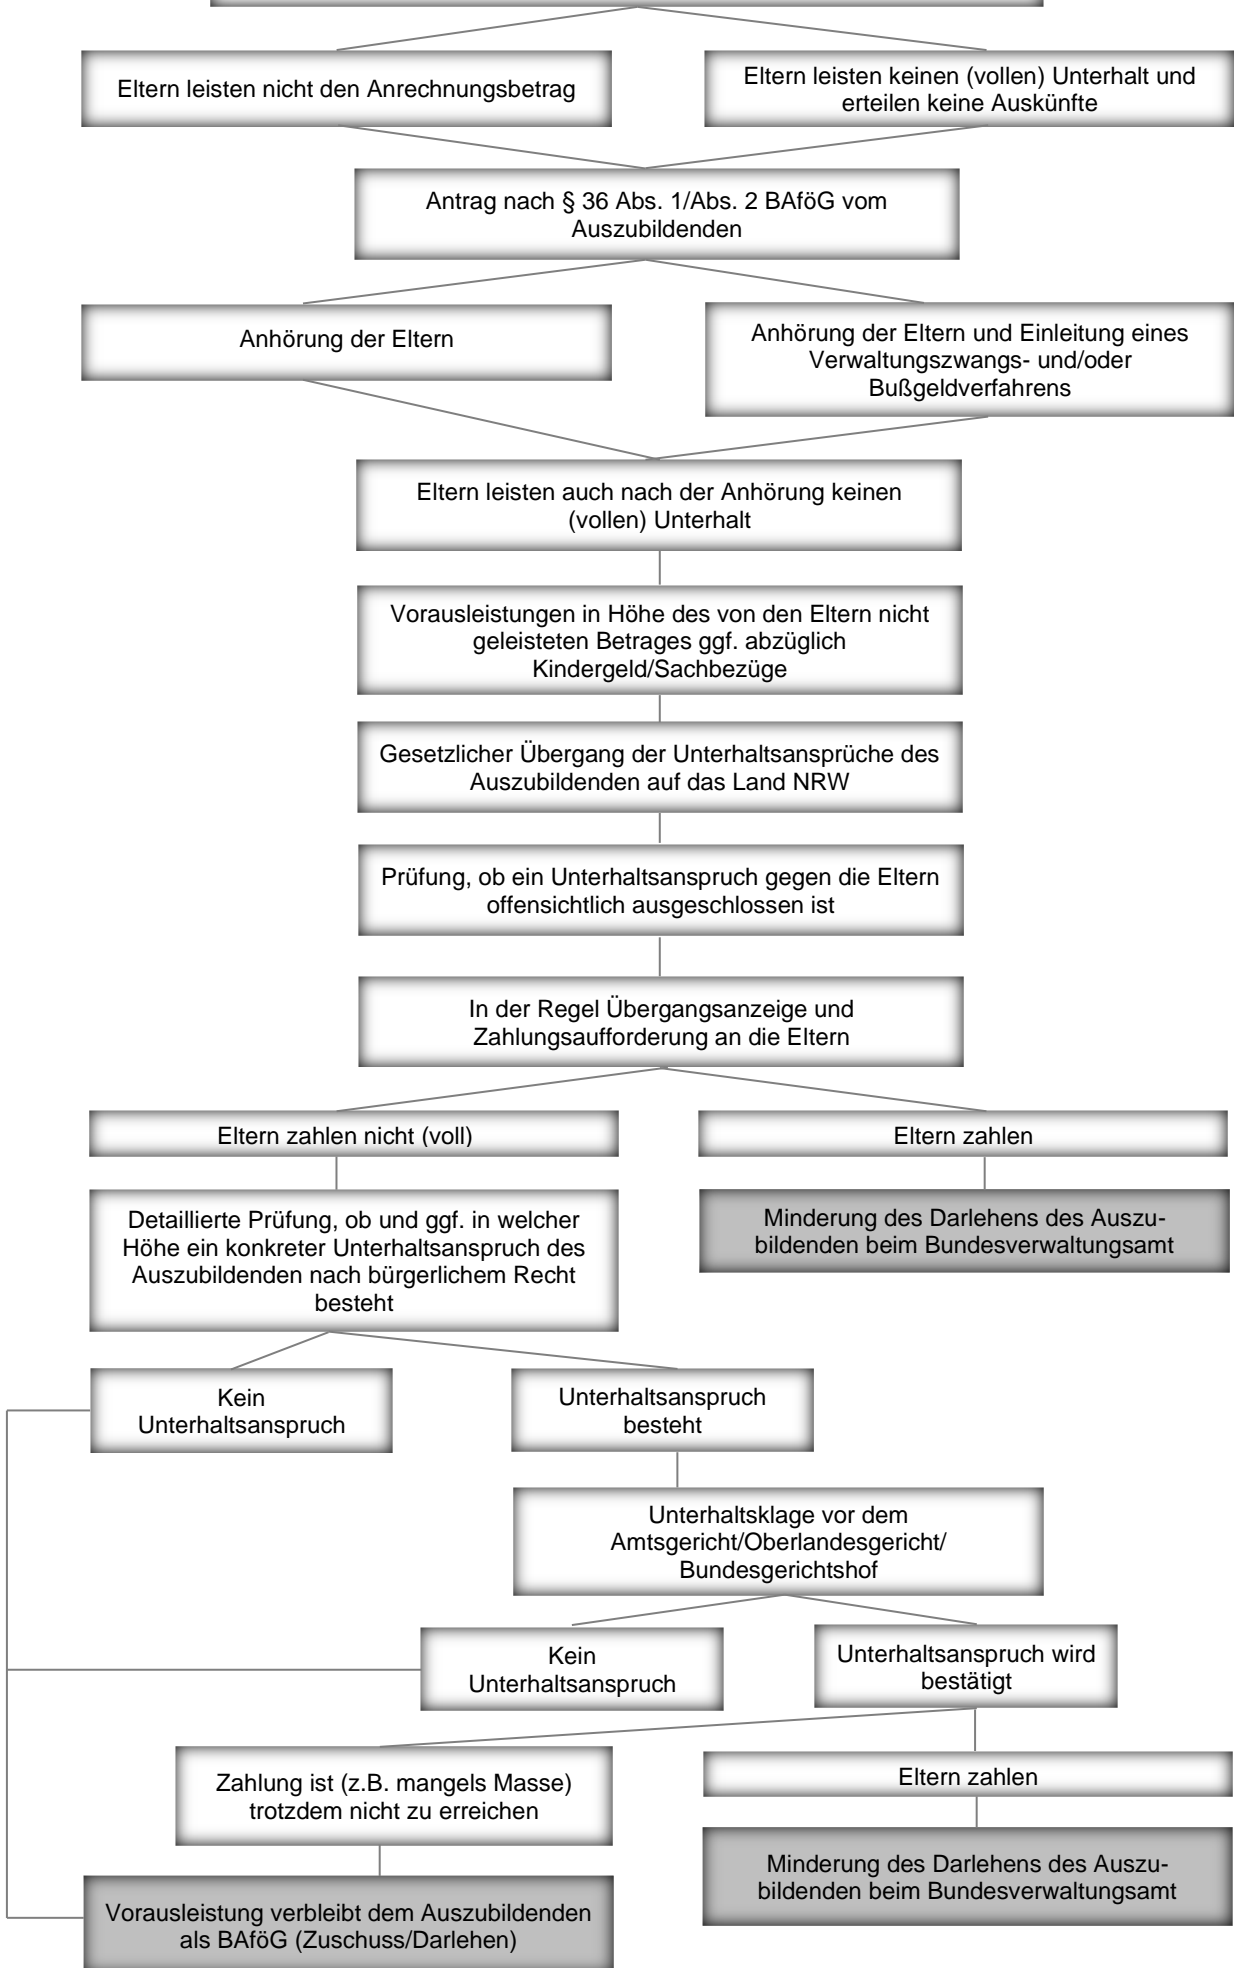 Eltern leisten nicht den Anrechnungsbetrag
Eltern leisten keinen (vollen) Unterhalt und
erteilen keine Auskünfte
Antrag nach § 36 Abs. 1/Abs. 2 BAföG vom
Auszubildenden
Anhörung der Eltern
Anhörung der Eltern und Einleitung eines
Verwaltungszwangs- und/oder
Bußgeldverfahrens
Eltern leisten auch nach der Anhörung keinen
(vollen) Unterhalt
Vorausleistungen in Höhe des von den Eltern nicht
geleisteten Betrages ggf. abzüglich
Kindergeld/Sachbezüge
Gesetzlicher Übergang der Unterhaltsansprüche des
Auszubildenden auf das Land NRW
Prüfung, ob ein Unterhaltsanspruch gegen die Eltern
offensichtlich ausgeschlossen ist
In der Regel Übergangsanzeige und
Zahlungsaufforderung an die Eltern
Eltern zahlen nicht (voll)
Eltern zahlen
Detaillierte Prüfung, ob und ggf. in welcher
Höhe ein konkreter Unterhaltsanspruch des
Auszubildenden nach bürgerlichem Recht
besteht
Minderung des Darlehens des Auszu-
bildenden beim Bundesverwaltungsamt
Kein
Unterhaltsanspruch
Unterhaltsanspruch
besteht
Unterhaltsklage vor dem
Amtsgericht/Oberlandesgericht/
Bundesgerichtshof
Kein
Unterhaltsanspruch
Unterhaltsanspruch wird
bestätigt
Zahlung ist (z.B. mangels Masse)
trotzdem nicht zu erreichen
Eltern zahlen
Minderung des Darlehens des Auszu-
bildenden beim Bundesverwaltungsamt
Vorausleistung verbleibt dem Auszubildenden
als BAföG (Zuschuss/Darlehen)